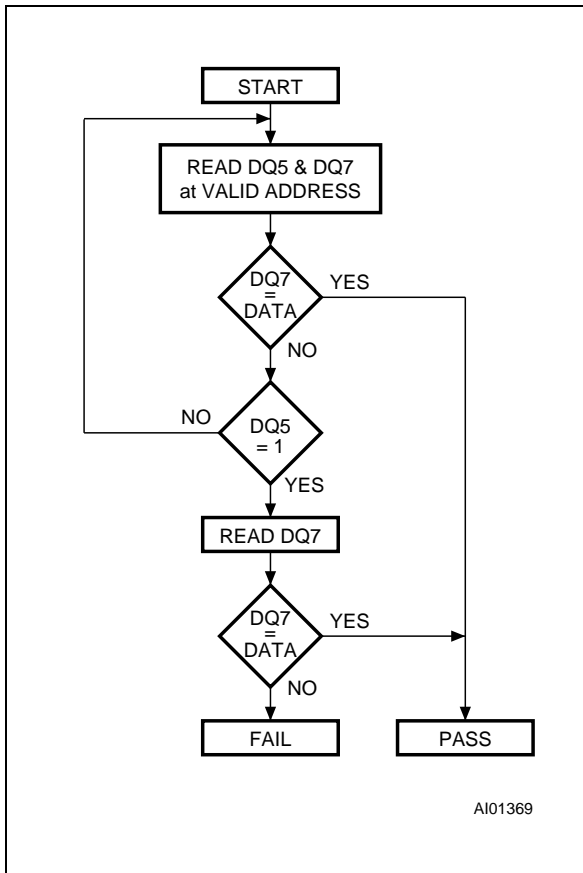 START
READ DQ5 & DQ7
at VALID ADDRESS
DQ7
=
DATA
YES
NO
NO
DQ5
= 1
YES
READ DQ7
DQ7
=
DATA
YES
NO
FAIL
PASS
AI01369